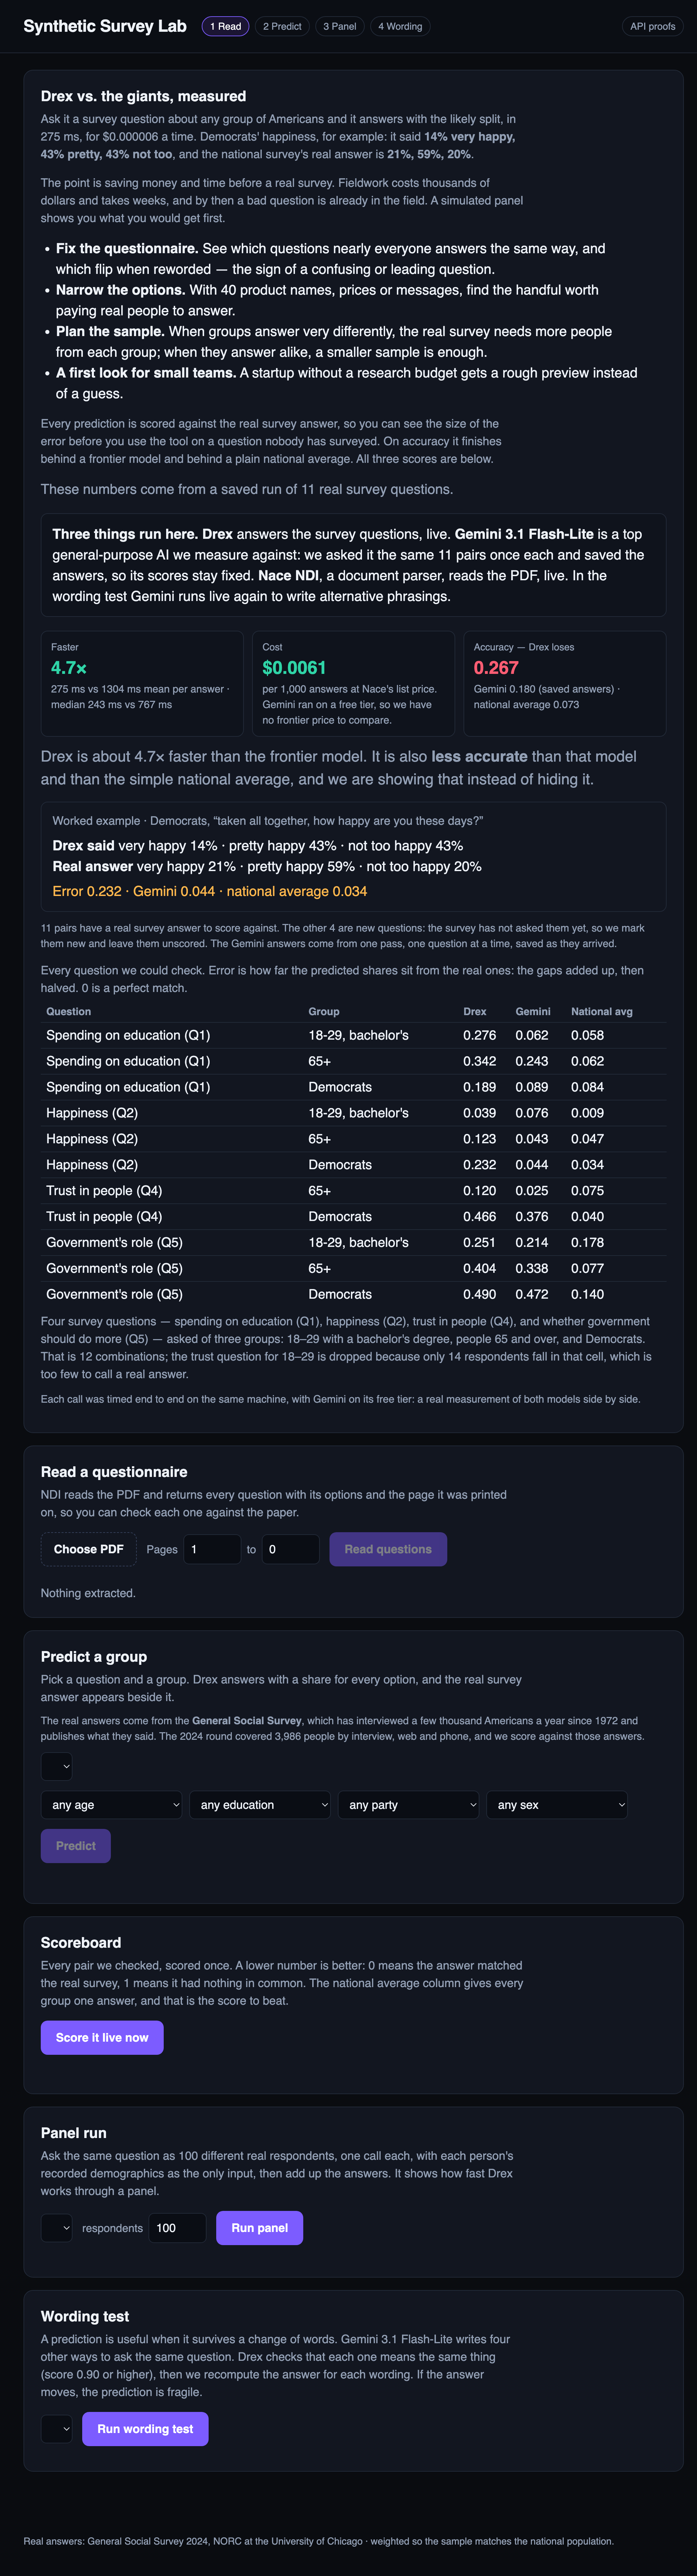 Synthetic Survey Lab
1 Read
2 Predict
3 Panel
4 Wording
API proofs
Drex vs. the giants, measured
Ask it a survey question about any group of Americans and it answers with the likely split, in
275 ms, for $0.000006 a time. Democrats' happiness, for example: it said 14% very happy,
43% pretty, 43% not too, and the national survey's real answer is 21%, 59%, 20%.
The point is saving money and time before a real survey. Fieldwork costs thousands of
dollars and takes weeks, and by then a bad question is already in the field. A simulated panel
shows you what you would get first.
• Fix the questionnaire. See which questions nearly everyone answers the same way, and
which flip when reworded — the sign of a confusing or leading question.
• Narrow the options. With 40 product names, prices or messages, find the handful worth
paying real people to answer.
• Plan the sample. When groups answer very differently, the real survey needs more people
from each group; when they answer alike, a smaller sample is enough.
• A first look for small teams. A startup without a research budget gets a rough preview instead
of a guess.
Every prediction is scored against the real survey answer, so you can see the size of the
error before you use the tool on a question nobody has surveyed. On accuracy it finishes
behind a frontier model and behind a plain national average. All three scores are below.
These numbers come from a saved run of 11 real survey questions.
Three things run here. Drex answers the survey questions, live. Gemini 3.1 Flash-Lite is a top
general-purpose AI we measure against: we asked it the same 11 pairs once each and saved the
answers, so its scores stay fixed. Nace NDI, a document parser, reads the PDF, live. In the
wording test Gemini runs live again to write alternative phrasings.
Faster
4.7×
275 ms vs 1304 ms mean per answer ·
median 243 ms vs 767 ms
Cost
$0.0061
per 1,000 answers at Nace's list price.
Gemini ran on a free tier, so we have
no frontier price to compare.
Accuracy — Drex loses
0.267
Gemini 0.180 (saved answers) ·
national average 0.073
Drex is about 4.7× faster than the frontier model. It is also less accurate than that model
and than the simple national average, and we are showing that instead of hiding it.
Worked example · Democrats, “taken all together, how happy are you these days?”
Drex said very happy 14% · pretty happy 43% · not too happy 43%
Real answer very happy 21% · pretty happy 59% · not too happy 20%
Error 0.232 · Gemini 0.044 · national average 0.034
11 pairs have a real survey answer to score against. The other 4 are new questions: the survey has not asked them yet, so we mark
them new and leave them unscored. The Gemini answers come from one pass, one question at a time, saved as they arrived.
Every question we could check. Error is how far the predicted shares sit from the real ones: the gaps added up, then
halved. 0 is a perfect match.
Question Group Drex Gemini National avg
Spending on education (Q1) 18-29, bachelor's 0.276 0.062 0.058
Spending on education (Q1) 65+ 0.342 0.243 0.062
Spending on education (Q1) Democrats 0.189 0.089 0.084
Happiness (Q2) 18-29, bachelor's 0.039 0.076 0.009
Happiness (Q2) 65+ 0.123 0.043 0.047
Happiness (Q2) Democrats 0.232 0.044 0.034
Trust in people (Q4) 65+ 0.120 0.025 0.075
Trust in people (Q4) Democrats 0.466 0.376 0.040
Government's role (Q5) 18-29, bachelor's 0.251 0.214 0.178
Government's role (Q5) 65+ 0.404 0.338 0.077
Government's role (Q5) Democrats 0.490 0.472 0.140
Four survey questions — spending on education (Q1), happiness (Q2), trust in people (Q4), and whether government
should do more (Q5) — asked of three groups: 18–29 with a bachelor's degree, people 65 and over, and Democrats.
That is 12 combinations; the trust question for 18–29 is dropped because only 14 respondents fall in that cell, which is
too few to call a real answer.
Each call was timed end to end on the same machine, with Gemini on its free tier: a real measurement of both models side by side.
Read a questionnaire
NDI reads the PDF and returns every question with its options and the page it was printed
on, so you can check each one against the paper.
Choose PDF Pages 1 to 0 Read questions
Nothing extracted.
Predict a group
Pick a question and a group. Drex answers with a share for every option, and the real survey
answer appears beside it.
The real answers come from the General Social Survey, which has interviewed a few thousand Americans a year since 1972 and
publishes what they said. The 2024 round covered 3,986 people by interview, web and phone, and we score against those answers.
any age any education any party any sex
Predict
Scoreboard
Every pair we checked, scored once. A lower number is better: 0 means the answer matched
the real survey, 1 means it had nothing in common. The national average column gives every
group one answer, and that is the score to beat.
Score it live now
Panel run
Ask the same question as 100 different real respondents, one call each, with each person's
recorded demographics as the only input, then add up the answers. It shows how fast Drex
works through a panel.
respondents 100 Run panel
Wording test
A prediction is useful when it survives a change of words. Gemini 3.1 Flash-Lite writes four
other ways to ask the same question. Drex checks that each one means the same thing
(score 0.90 or higher), then we recompute the answer for each wording. If the answer
moves, the prediction is fragile.
Run wording test
Real answers: General Social Survey 2024, NORC at the University of Chicago · weighted so the sample matches the national population.